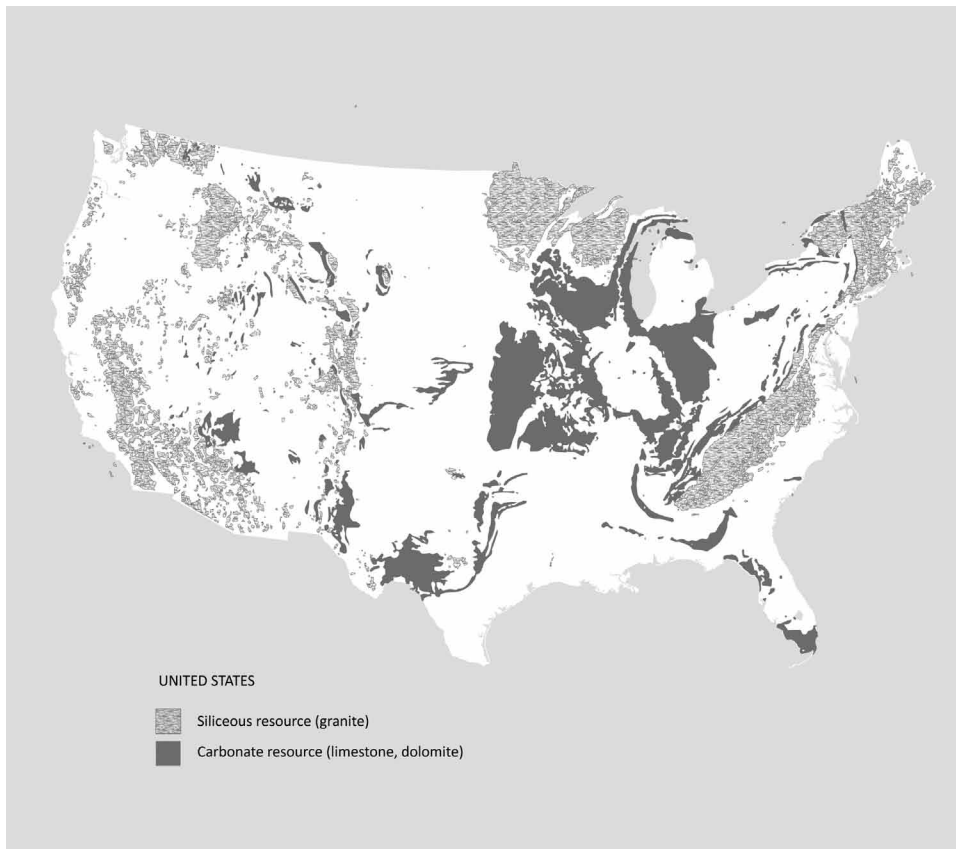 UNITED STATES
Siliceous resource (granite)
Carbonate resource (limestone, dolomite)